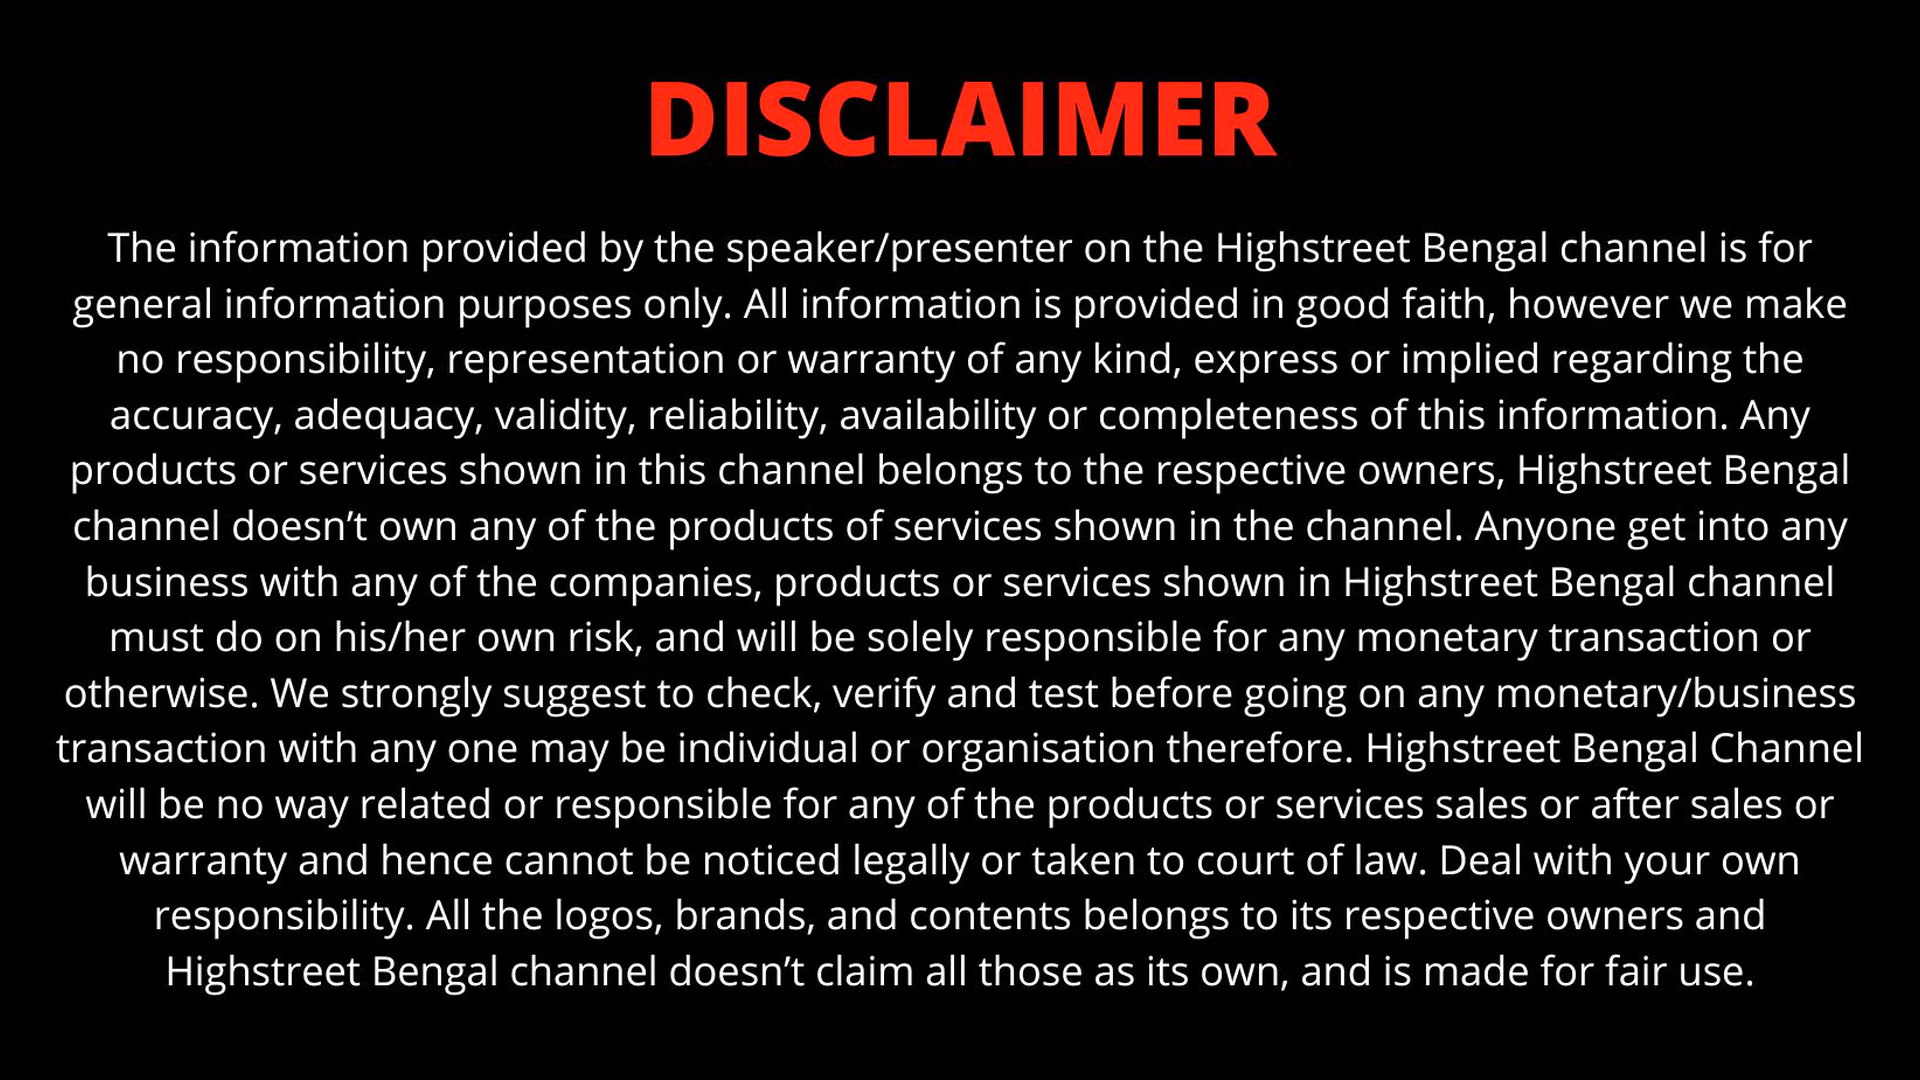 DISCLAIMER
The information provided by the speaker/presenter on the Highstreet Bengal channel is for
general information purposes only. All information is provided in good faith, however we make
no responsibility, representation or warranty of any kind, express or implied regarding the
accuracy, adequacy, validity, reliability, availability or completeness of this information. Any
products or services shown in this channel belongs to the respective owners, Highstreet Bengal
channel doesn’t own any of the products of services shown in the channel. Anyone get into any
business with any of the companies, products or services shown in Highstreet Bengal channel
must do on his/her own risk, and will be solely responsible for any monetary transaction or
otherwise. We strongly suggest to check, verify and test before going on any monetary/business
transaction with any one may be individual or organisation therefore. Highstreet Bengal Channel
will be no way related or responsible for any of the products or services sales or after sales or
warranty and hence cannot be noticed legally or taken to court of law. Deal with your own
responsibility. All the logos, brands, and contents belongs to its respective owners and
Highstreet Bengal channel doesn’t claim all those as its own, and is made for fair use.